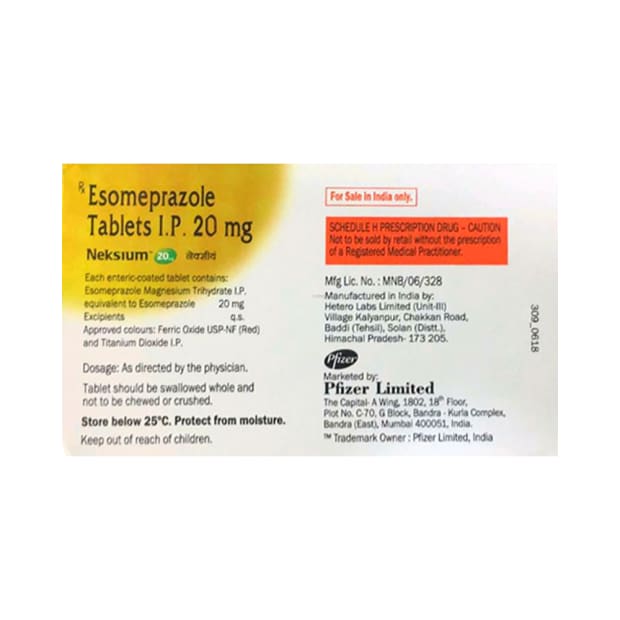 Rx Esomeprazole
Tablets I.P. 20 mg
Neksium™ 20 mg नेक्सीयं
Each enteric-coated tablet contains:
Esomeprazole Magnesium Trihydrate I.P.
equivalent to Esomeprazole 20 mg
Excipients q.s.
Approved colours: Ferric Oxide USP-NF (Red)
and Titanium Dioxide I.P.
Dosage: As directed by the physician.
Tablet should be swallowed whole and
not to be chewed or crushed.
Store below 25°C. Protect from moisture.
Keep out of reach of children.
For Sale in India only.
SCHEDULE H PRESCRIPTION DRUG – CAUTION
Not to be sold by retail without the prescription
of a Registered Medical Practitioner.
Mfg Lic. No. : MNB/06/328
Manufactured in India by:
Hetero Labs Limited (Unit-III)
Village Kalyanpur, Chakkan Road,
Baddi (Tehsil), Solan (Distt.),
Himachal Pradesh- 173 205.
Pfizer
Marketed by:
Pfizer Limited
The Capital- A Wing, 1802, 18th Floor,
Plot No. C-70, G Block, Bandra - Kurla Complex,
Bandra (East), Mumbai 400051, India.
™ Trademark Owner : Pfizer Limited, India
309_0618